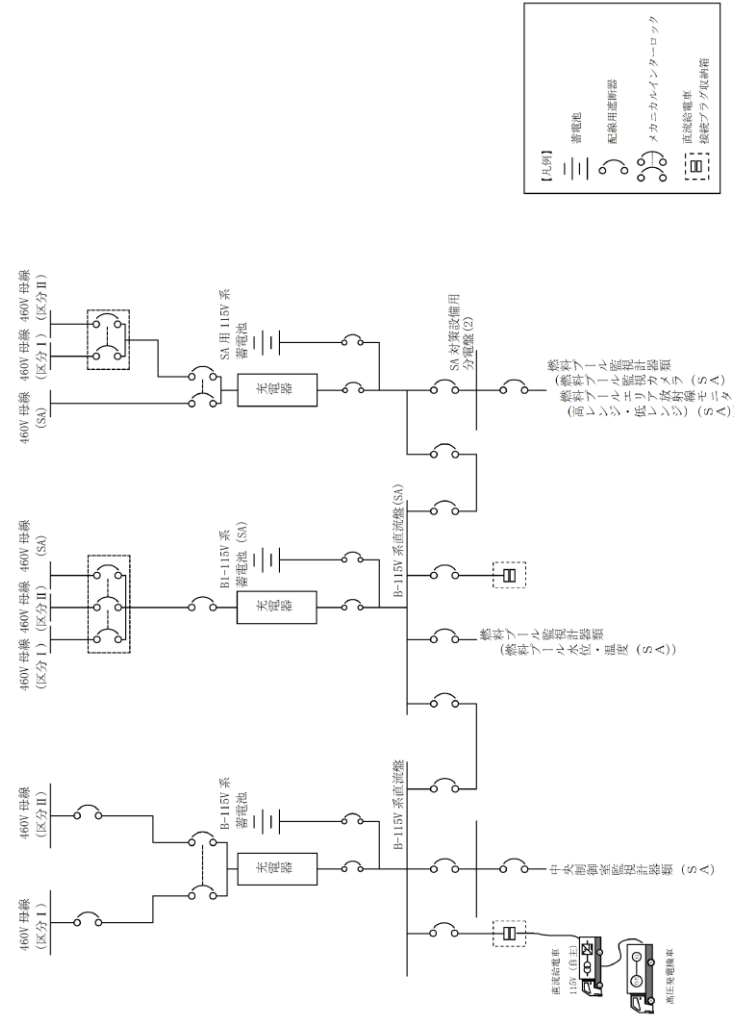 【凡例】
蓄電池
配線用遮断器
メカニカルインターロック
直流給電車
接続プラグ収納箱
460V 母線
(SA)
460V 母線
(区分Ⅰ)
460V 母線
(区分Ⅱ)
SA 用 115V 系
蓄電池
充電器
SA 対策設備用
分電盤(2)
燃料プール監視計器類
(燃料プール監視カメラ(SA)
燃料プールエリア放射線モニタ
(高レンジ・低レンジ)(SA))
460V 母線
(区分Ⅰ)
460V 母線
(区分Ⅱ)
460V 母線
(SA)
B1-115V 系
蓄電池 (SA)
充電器
B-115V 系直流盤(SA)
燃料プール監視計器類
(燃料プール水位・温度(SA))
460V 母線
(区分Ⅰ)
460V 母線
(区分Ⅱ)
B-115V 系
蓄電池
充電器
B-115V 系直流盤
中央制御室監視計器類(SA)
直流給電車
115V(自主)
高圧発電機車